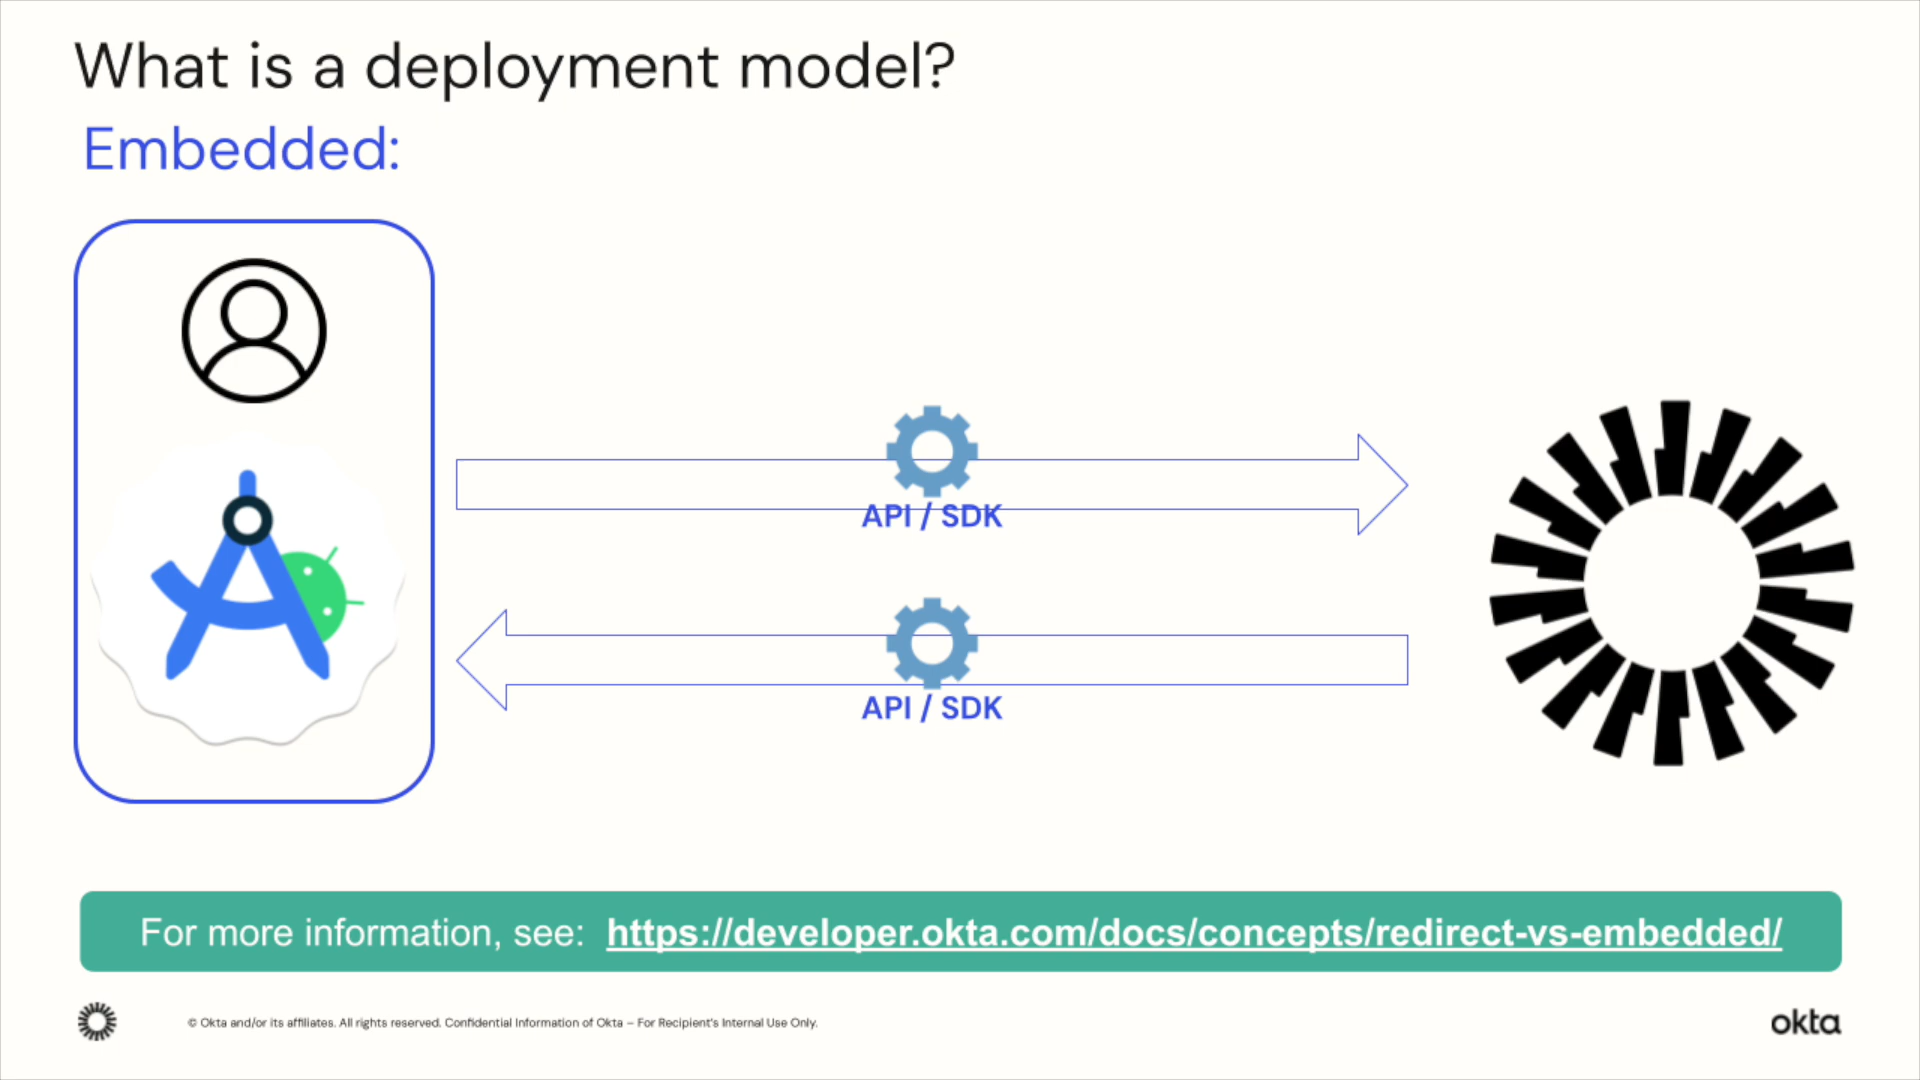 What is a deployment model?
Embedded:
API / SDK
API / SDK
For more information, see: https://developer.okta.com/docs/concepts/redirect-vs-embedded/
© Okta and/or its affiliates. All rights reserved. Confidential Information of Okta – For Recipient's Internal Use Only.
okta